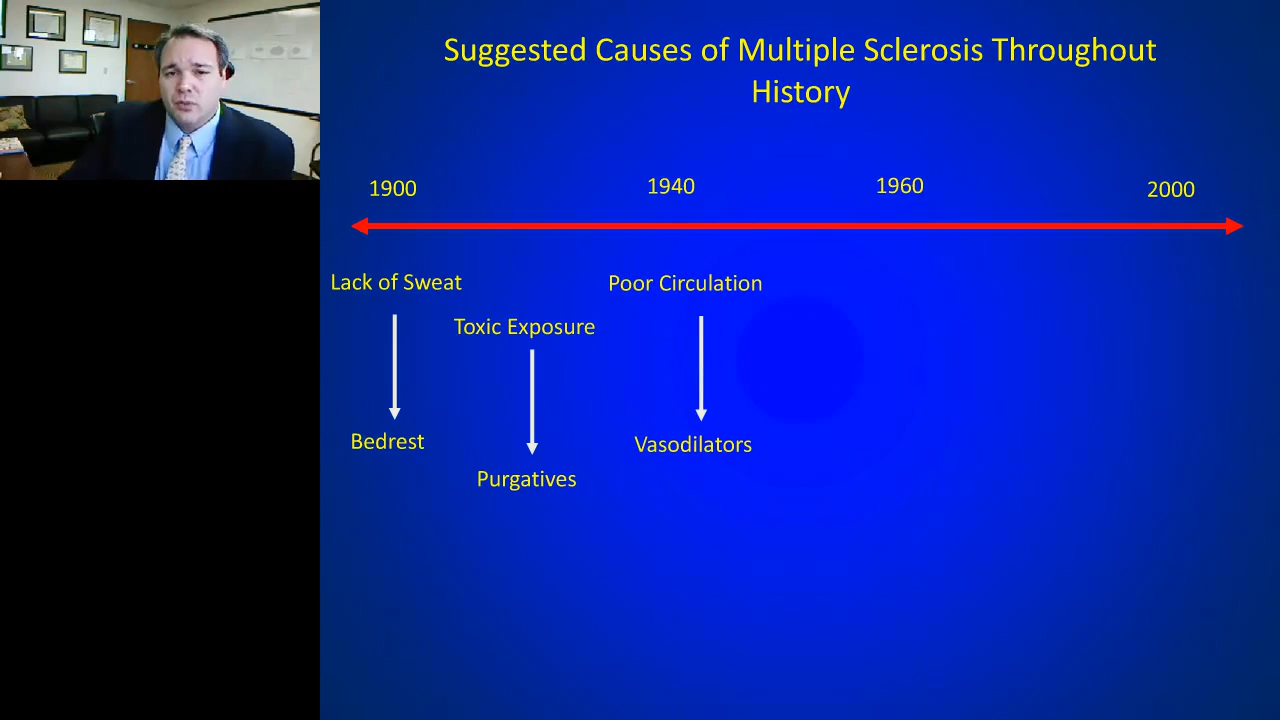 Suggested Causes of Multiple Sclerosis Throughout
History
1900
1940
1960
2000
Lack of Sweat
Poor Circulation
Toxic Exposure
Bedrest
Vasodilators
Purgatives